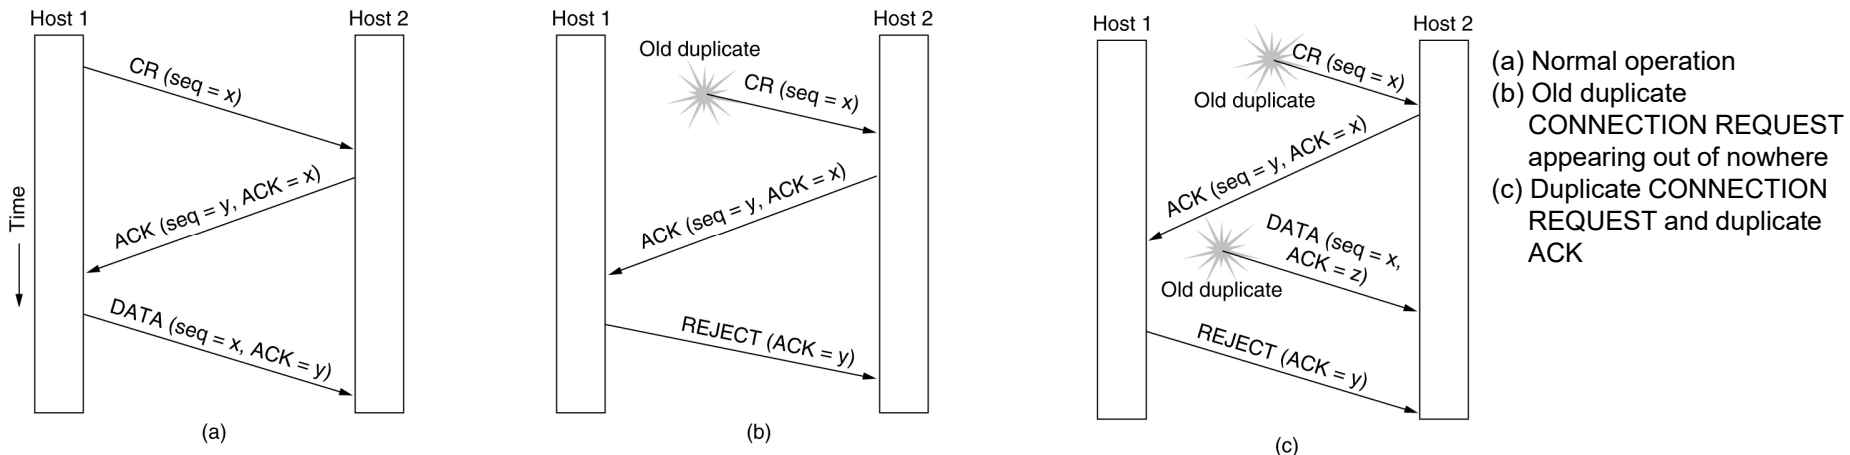 Host 1
Host 2
CR (seq = x)
ACK (seq = y, ACK = x)
DATA (seq = x, ACK = y)
Time
(a)
Host 1
Host 2
Old duplicate
CR (seq = x)
ACK (seq = y, ACK = x)
REJECT (ACK = y)
(b)
Host 1
Host 2
CR (seq = x)
Old duplicate
ACK (seq = y, ACK = x)
DATA (seq = x,
ACK = z)
Old duplicate
REJECT (ACK = y)
(c)
(a) Normal operation
(b) Old duplicate
CONNECTION REQUEST
appearing out of nowhere
(c) Duplicate CONNECTION
REQUEST and duplicate
ACK